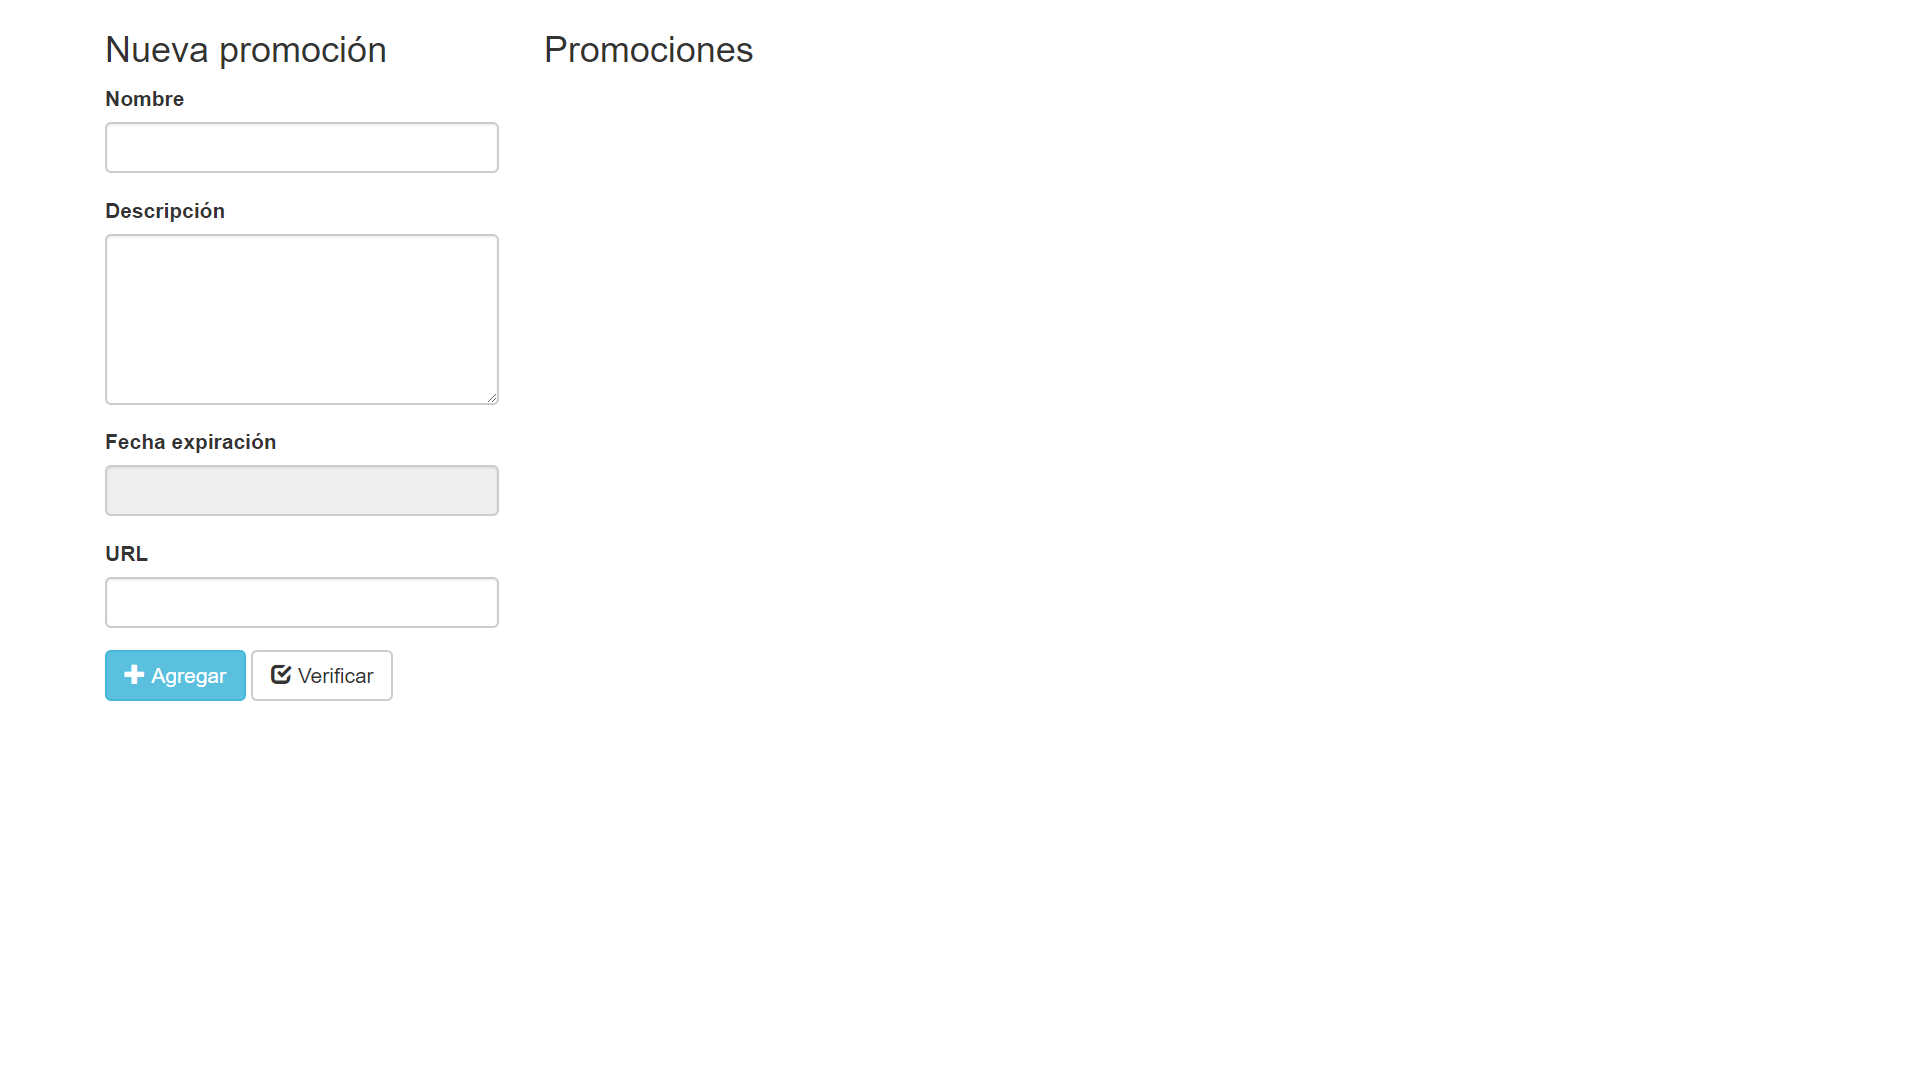 Nueva promoción
Nombre
Descripción
Fecha expiración
URL
Agregar
Verificar
Promociones